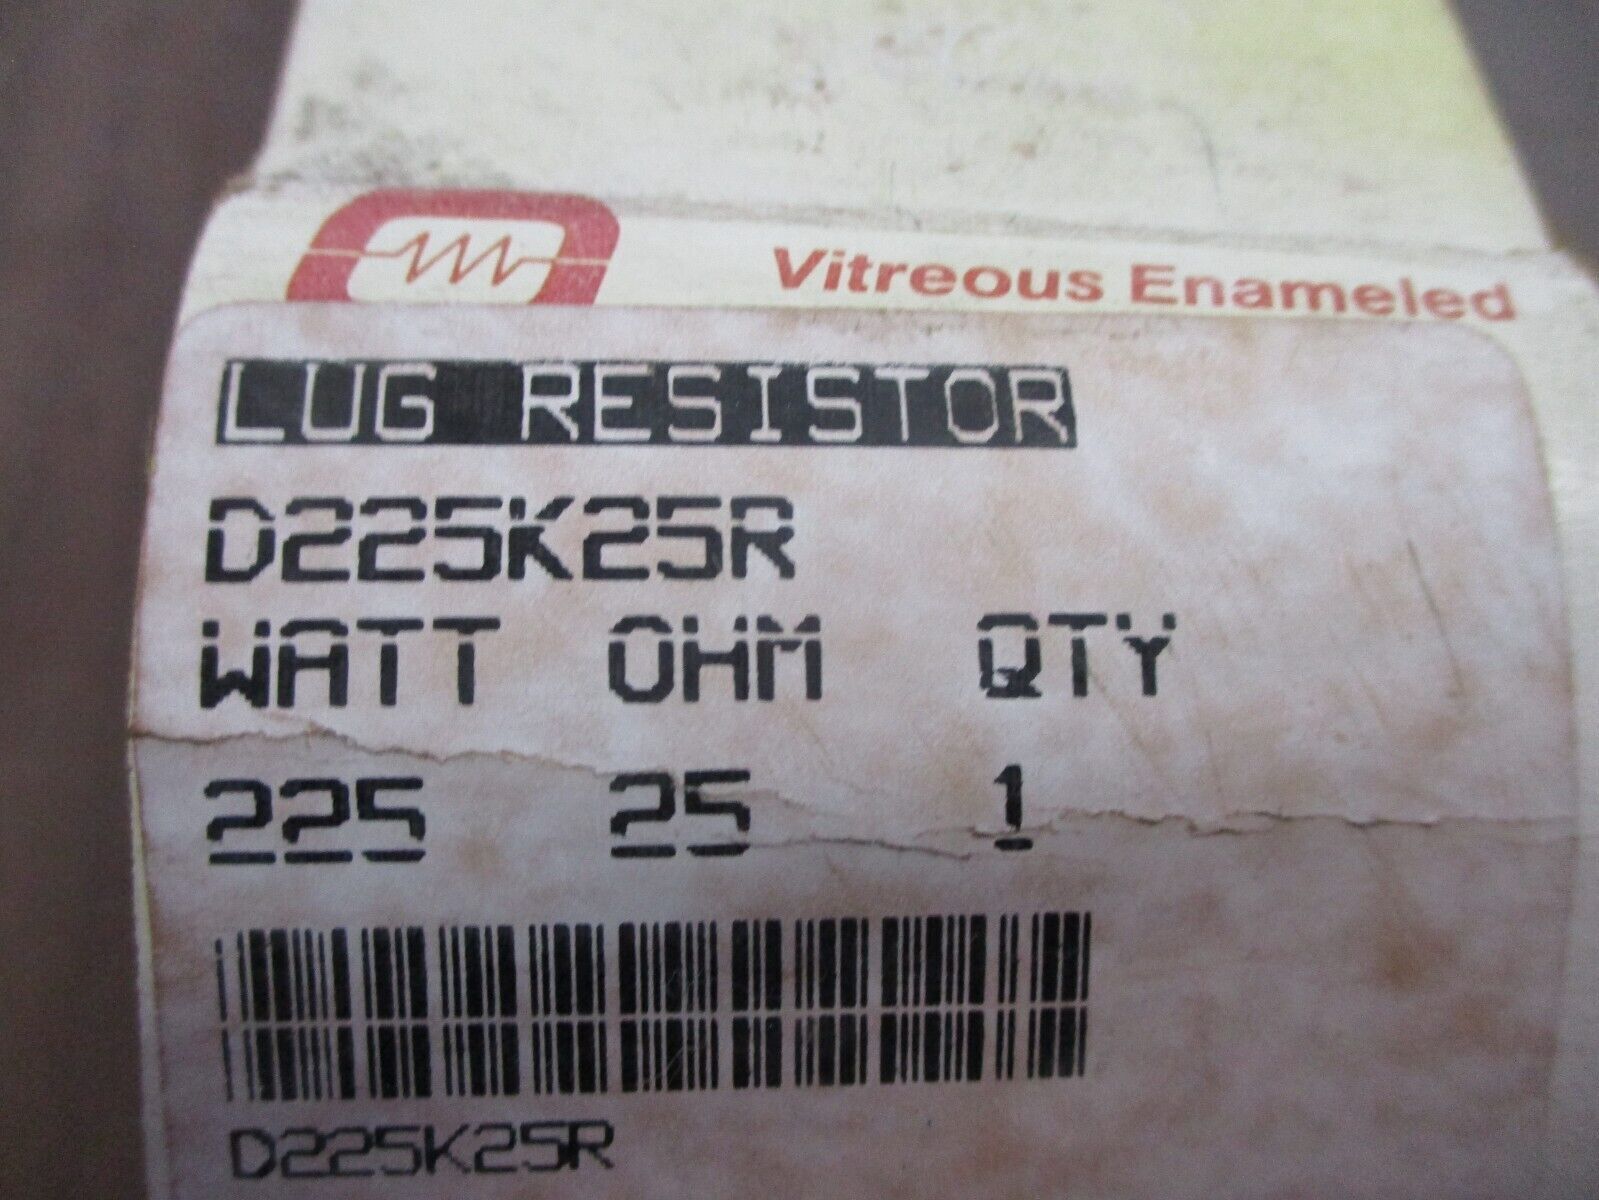 Vitreous Enameled
LUG RESISTOR
D225K25R
WATT OHM QTY
225 25 1
D225K25R